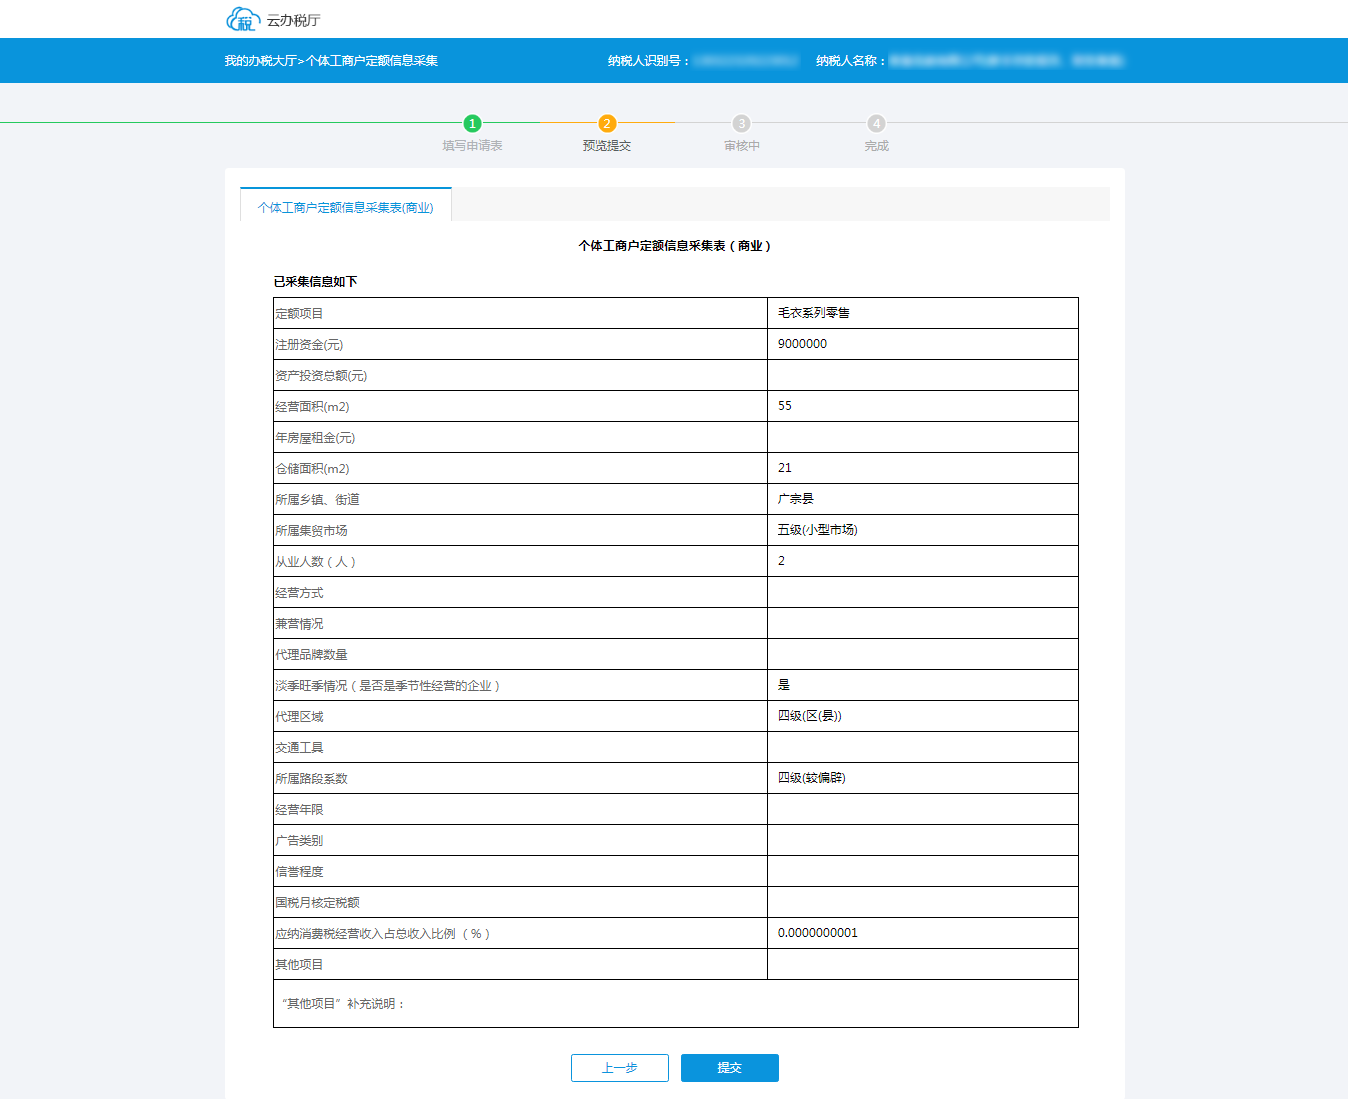 云办税厅
我的办税大厅>个体工商户定额信息采集
纳税人识别号：
纳税人名称：
1
2
3
4
填写申请表
预览提交
审核中
完成
个体工商户定额信息采集表(商业)
个体工商户定额信息采集表（商业）
已采集信息如下
定额项目 毛衣系列零售
注册资金(元) 9000000
资产投资总额(元)
经营面积(m2) 55
年房屋租金(元)
仓储面积(m2) 21
所属乡镇、街道 广宗县
所属集贸市场 五级(小型市场)
从业人数（人） 2
经营方式
兼营情况
代理品牌数量
淡季旺季情况（是否是季节性经营的企业） 是
代理区域 四级(区(县))
交通工具
所属路段系数 四级(较偏辟)
经营年限
广告类别
信誉程度
国税月核定税额
应纳消费税经营收入占总收入比例 （%） 0.0000000001
其他项目
“其他项目”补充说明：
上一步
提交